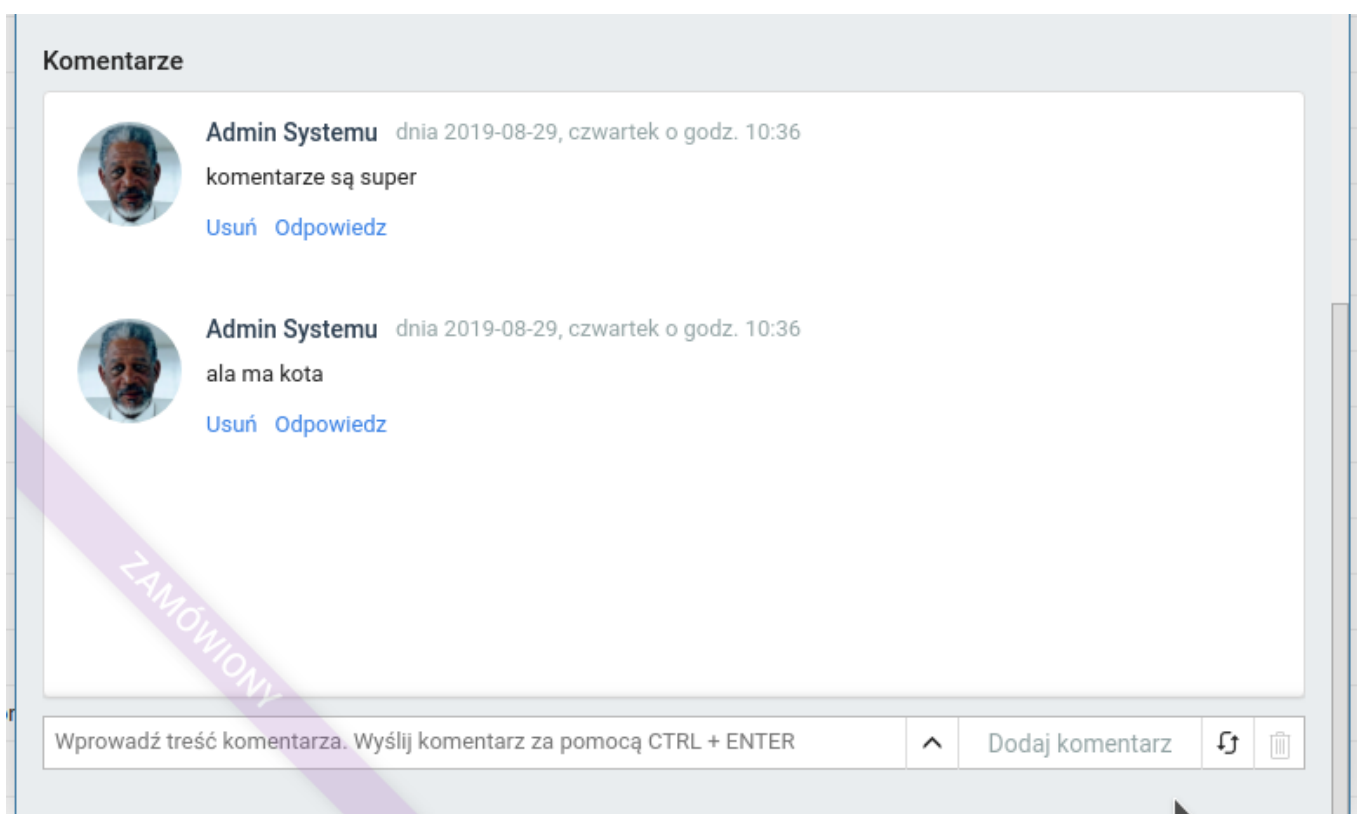 Komentarze
Admin Systemu dnia 2019-08-29, czwartek o godz. 10:36
komentarze są super
Usuń Odpowiedz
Admin Systemu dnia 2019-08-29, czwartek o godz. 10:36
ala ma kota
Usuń Odpowiedz
ZAMÓWIONY
Wprowadź treść komentarza. Wyślij komentarz za pomocą CTRL + ENTER
Dodaj komentarz